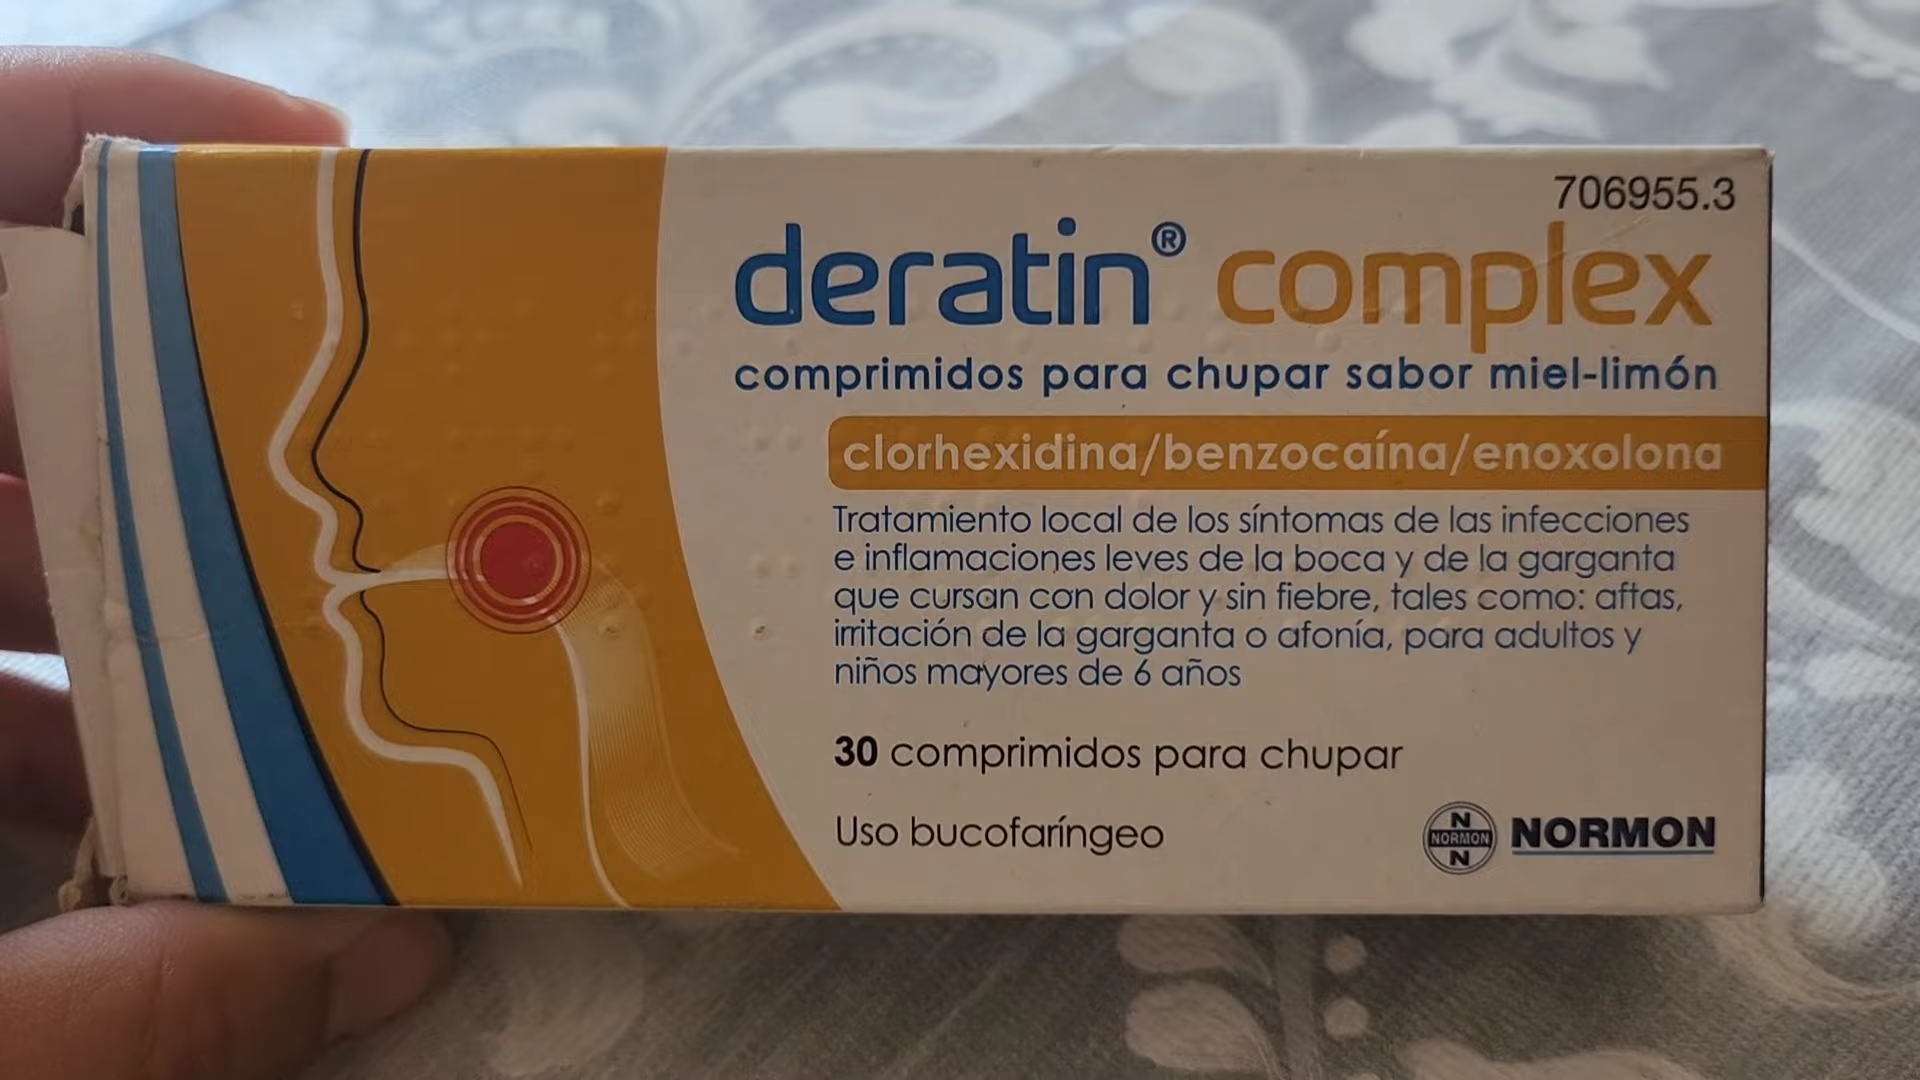 706955.3
deratin® complex
comprimidos para chupar sabor miel-limón
clorhexidina/benzocaína/enoxolona
Tratamiento local de los síntomas de las infecciones
e inflamaciones leves de la boca y de la garganta
que cursan con dolor y sin fiebre, tales como: aftas,
irritación de la garganta o afonía, para adultos y
niños mayores de 6 años
30 comprimidos para chupar
Uso bucofaríngeo
N
NORMON
N
NORMON